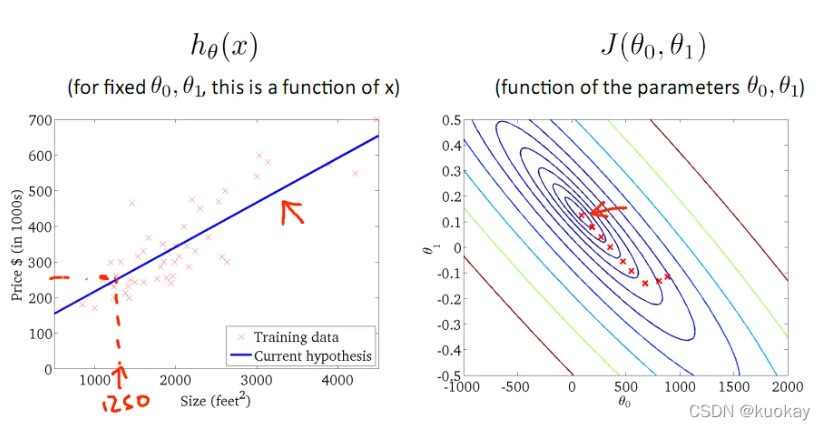 hθ(x)
(for fixed θ0, θ1, this is a function of x)
700
600
500
400
300
200
100
0
Price $ (in 1000s)
1000
2000
3000
4000
Size (feet²)
Training data
Current hypothesis
1250
J(θ0, θ1)
(function of the parameters θ0, θ1)
0.5
0.4
0.3
0.2
0.1
0
-0.1
-0.2
-0.3
-0.4
-0.5
θ1
-1000
-500
0
500
1000
1500
2000
θ0
CSDN @kuokay